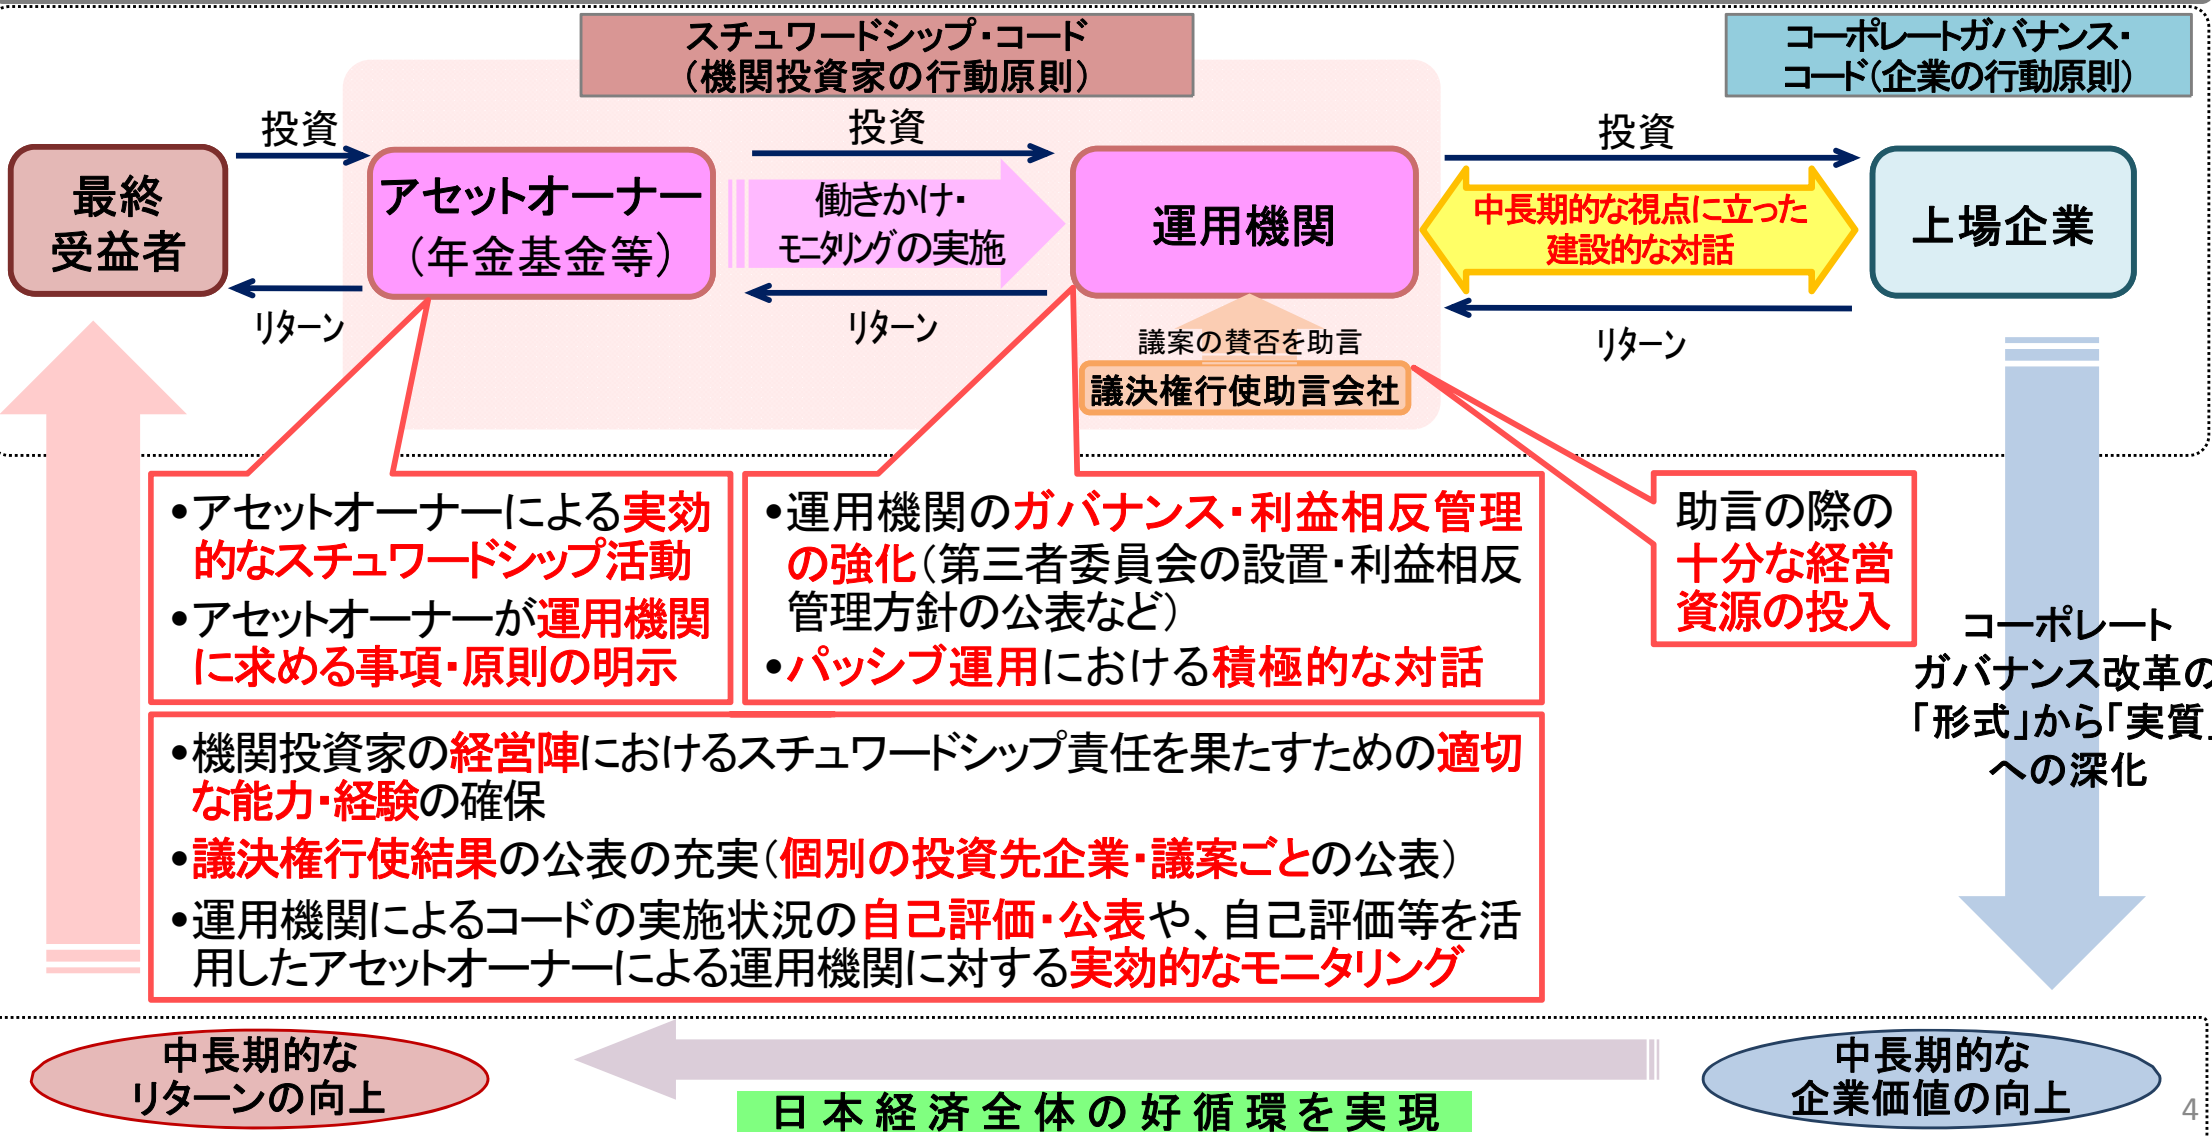 スチュワードシップ・コード
（機関投資家の行動原則）
コーポレートガバナンス・
コード（企業の行動原則）
投資
投資
投資
最終
受益者
アセットオーナー
（年金基金等）
働きかけ・
モニタリングの実施
運用機関
中長期的な視点に立った
建設的な対話
上場企業
リターン
リターン
リターン
議案の賛否を助言
議決権行使助言会社
•アセットオーナーによる実効
的なスチュワードシップ活動
•アセットオーナーが運用機関
に求める事項・原則の明示
•運用機関のガバナンス・利益相反管理
の強化（第三者委員会の設置・利益相反
管理方針の公表など）
•パッシブ運用における積極的な対話
助言の際の
十分な経営
資源の投入
コーポレート
ガバナンス改革の
「形式」から「実質」
への深化
•機関投資家の経営陣におけるスチュワードシップ責任を果たすための適切
な能力・経験の確保
•議決権行使結果の公表の充実（個別の投資先企業・議案ごとの公表）
•運用機関によるコードの実施状況の自己評価・公表や、自己評価等を活
用したアセットオーナーによる運用機関に対する実効的なモニタリング
中長期的な
リターンの向上
日本経済全体の好循環を実現
中長期的な
企業価値の向上
4